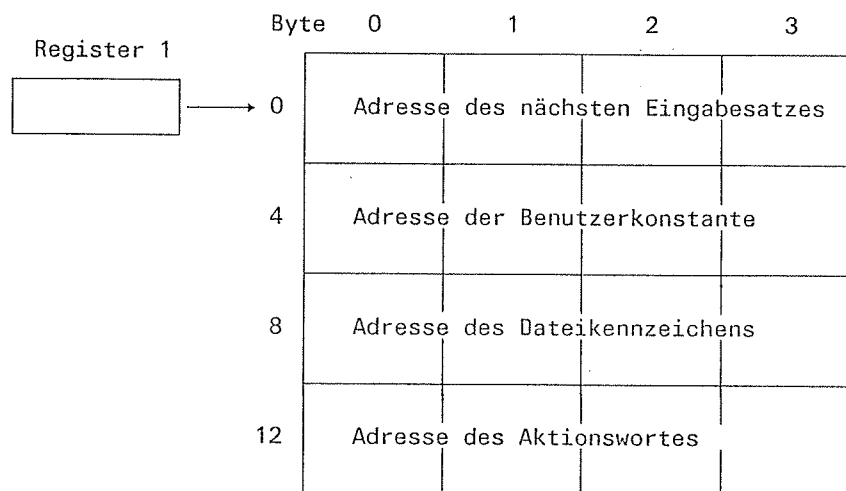 Byte 0 1 2 3
Register 1
0 Adresse des nächsten Eingabesatzes
4 Adresse der Benutzerkonstante
8 Adresse des Dateikennzeichens
12 Adresse des Aktionswortes